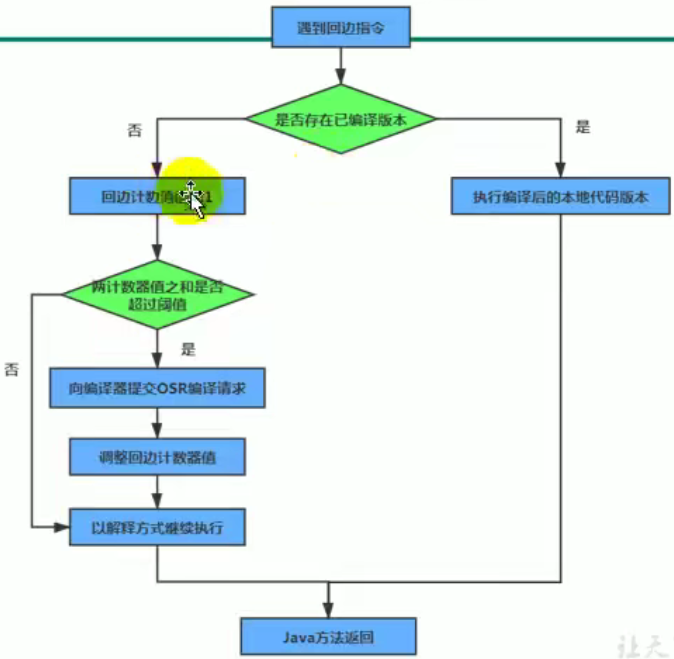 遇到回边指令
是否存在已编译版本
否
是
回边计数 1
执行编译后的本地代码版本
两计数器值之和是否
超过阈值
是
否
向编译器提交OSR编译请求
调整回边计数器值
以解释方式继续执行
Java方法返回
让天